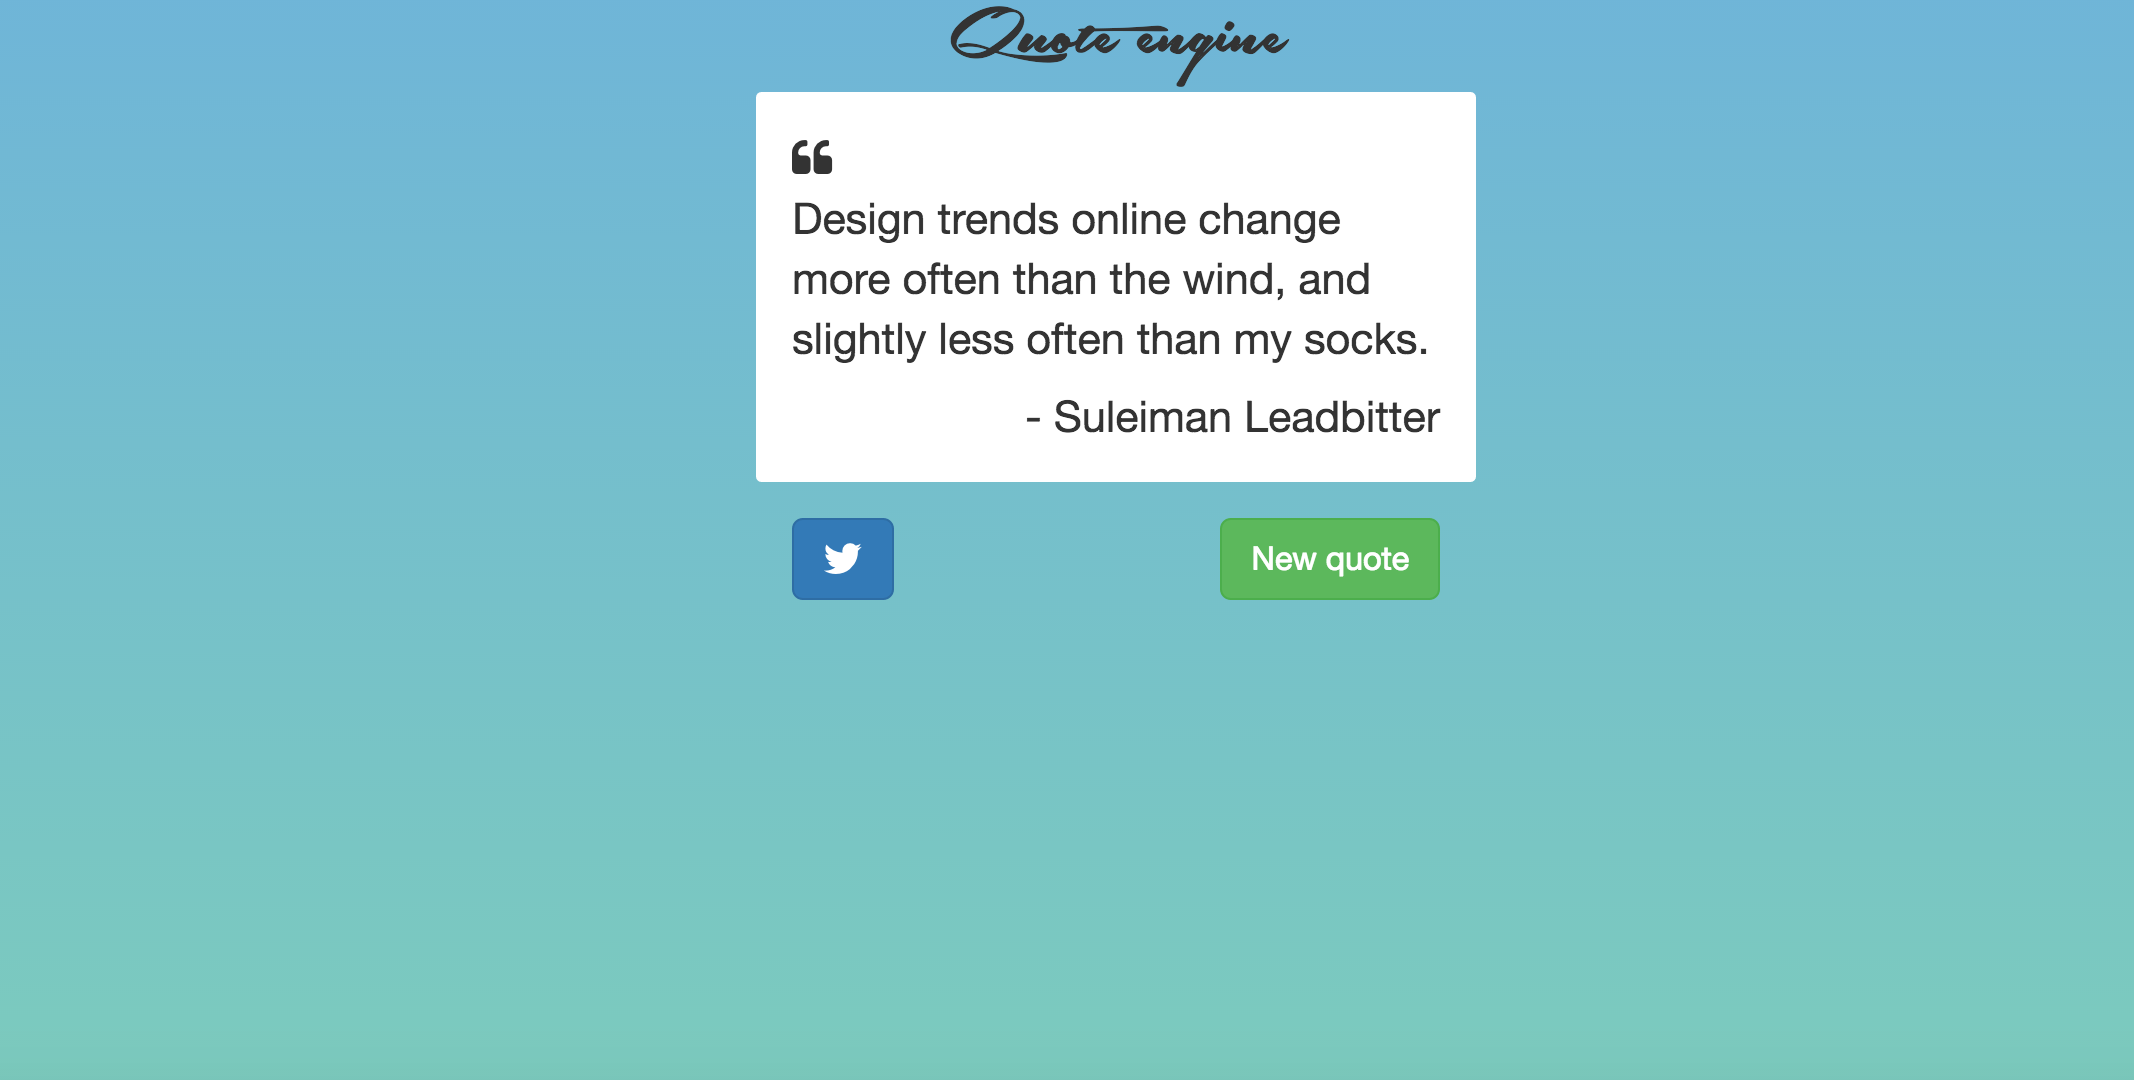 Quote engine
Design trends online change
more often than the wind, and
slightly less often than my socks.
- Suleiman Leadbitter
New quote